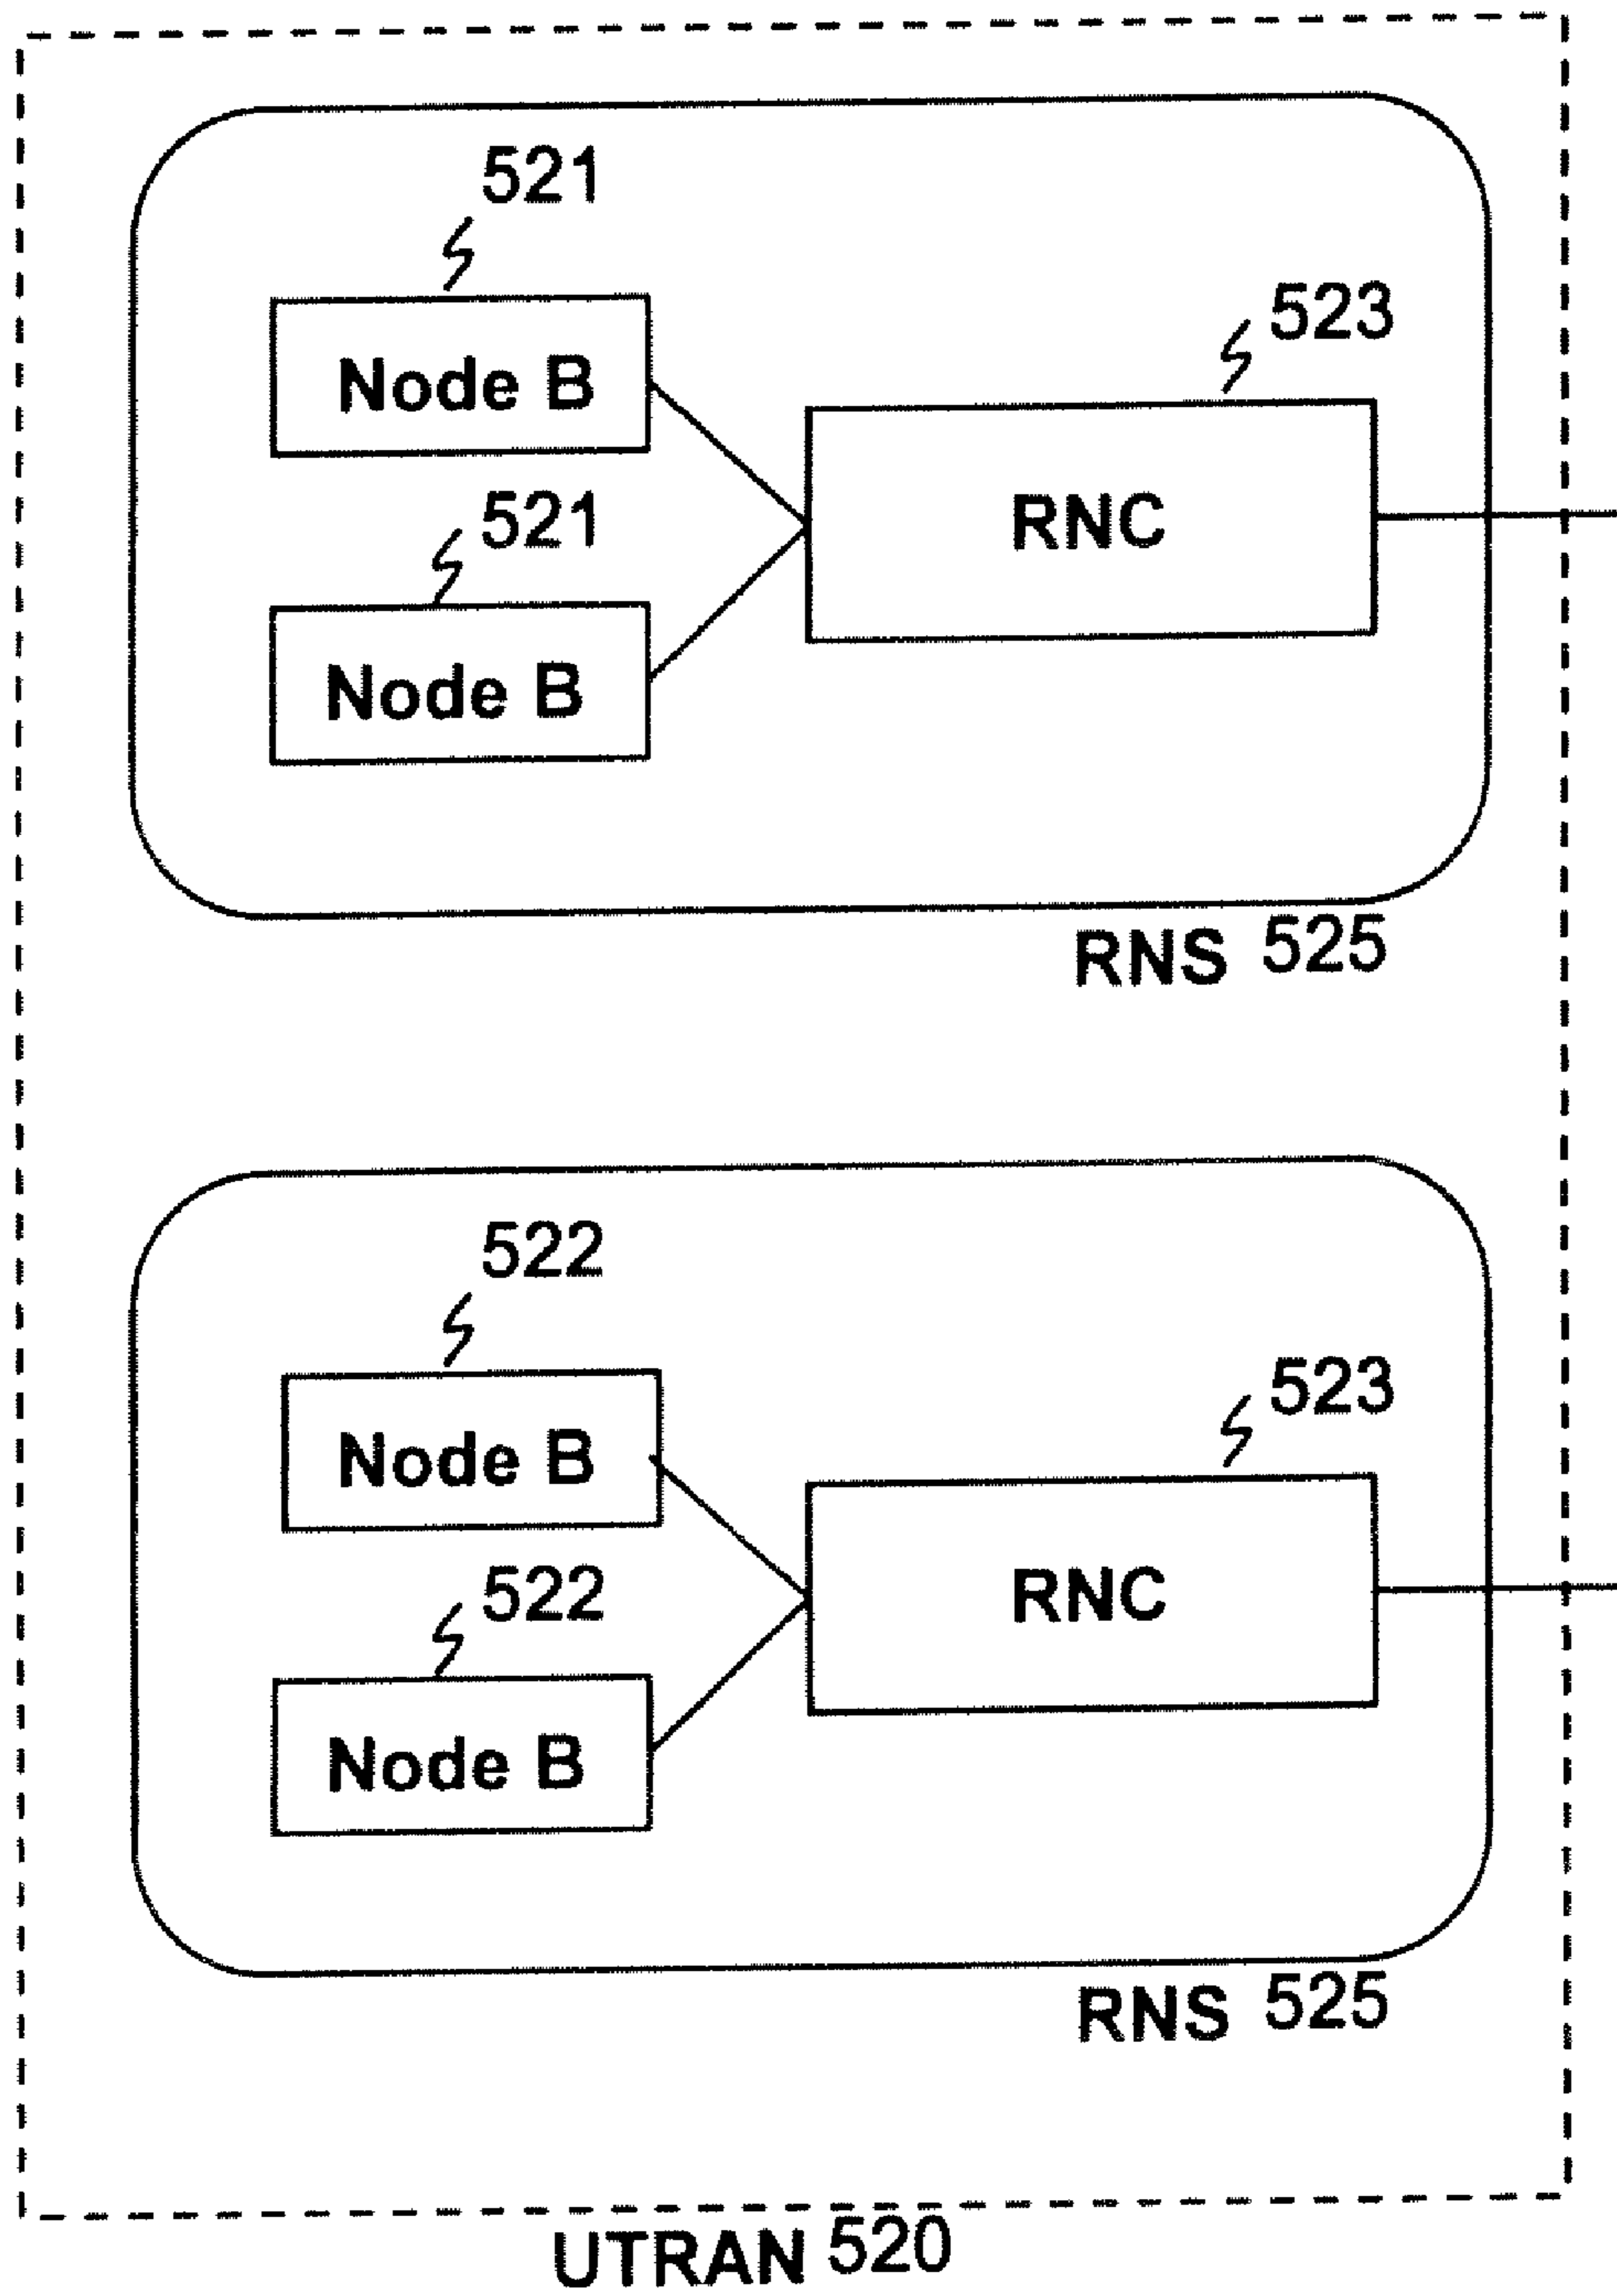 521
Node B
523
RNC
521
Node B
RNS 525
522
Node B
523
RNC
522
Node B
RNS 525
UTRAN 520